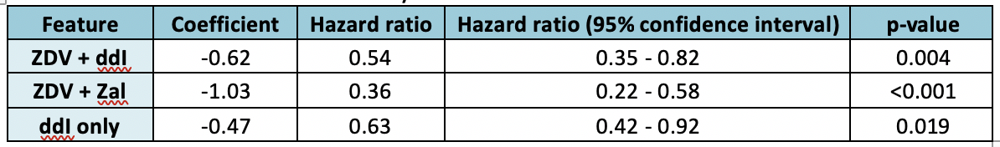 Feature Coefficient Hazard ratio Hazard ratio (95% confidence interval) p-value
ZDV + ddI -0.62 0.54 0.35 - 0.82 0.004
ZDV + Zal -1.03 0.36 0.22 - 0.58 <0.001
ddI only -0.47 0.63 0.42 - 0.92 0.019